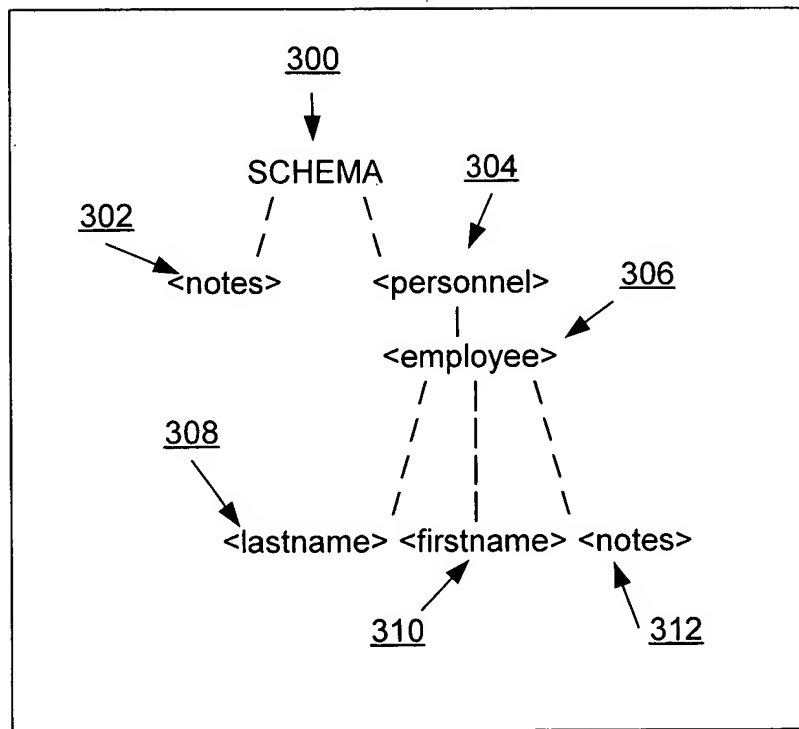 300
SCHEMA
304
302
<notes> <personnel>
306
<employee>
308
<lastname> <firstname> <notes>
310 312